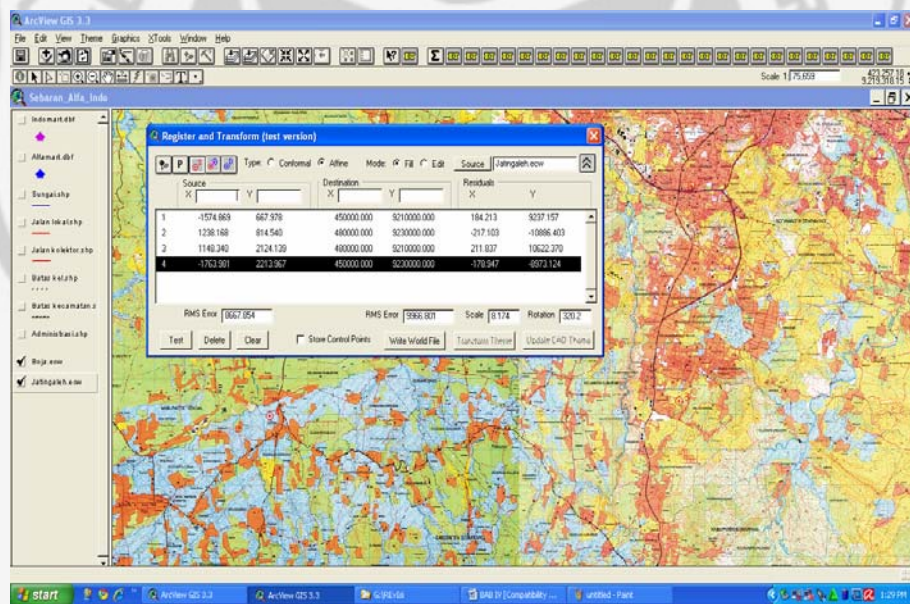 ArcView GIS 3.3
File Edit View Theme Graphics XTools Window Help
Scale 1: 75,659
Sebaran_Alfa_Indo
Indomart.dbf
Alfamart.dbf
Sungai.shp
Jalan lokal.shp
Jalan kolektor.shp
Batas kel.shp
Batas kecamatan.s
Administrasi.shp
Boja.ecw
Jatingaleh.ecw
Register and Transform (test version)
Type: Conformal Affine Mode: Fill Edit Source Jatingaleh.ecw
Source Destination Residuals
X Y X Y X Y
1 -1574.869 667.978 450000.000 9210000.000 184.213 9237.157
2 -1238.168 814.540 480000.000 9230000.000 -217.103 -10886.403
3 1148.340 2124.139 480000.000 9210000.000 211.837 10622.370
4 -1763.981 2213.967 450000.000 9230000.000 -178.947 -8973.124
RMS Error 8667.854 RMS Error 9966.801 Scale 8.174 Rotation 320.2
Test Delete Clear Store Control Points Write World File Transform Theme Update CAD Theme
start ArcView GIS 3.3 ArcView GIS 3.3 BAB IV [Compatibility ... untitled - Paint 1:29 PM